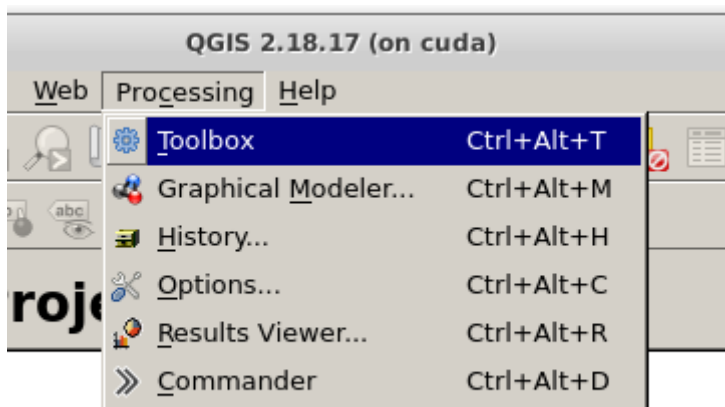 QGIS 2.18.17 (on cuda)
Web Processing Help
Toolbox Ctrl+Alt+T
Graphical Modeler... Ctrl+Alt+M
abc
History... Ctrl+Alt+H
Options... Ctrl+Alt+C
roje
Results Viewer... Ctrl+Alt+R
Commander Ctrl+Alt+D